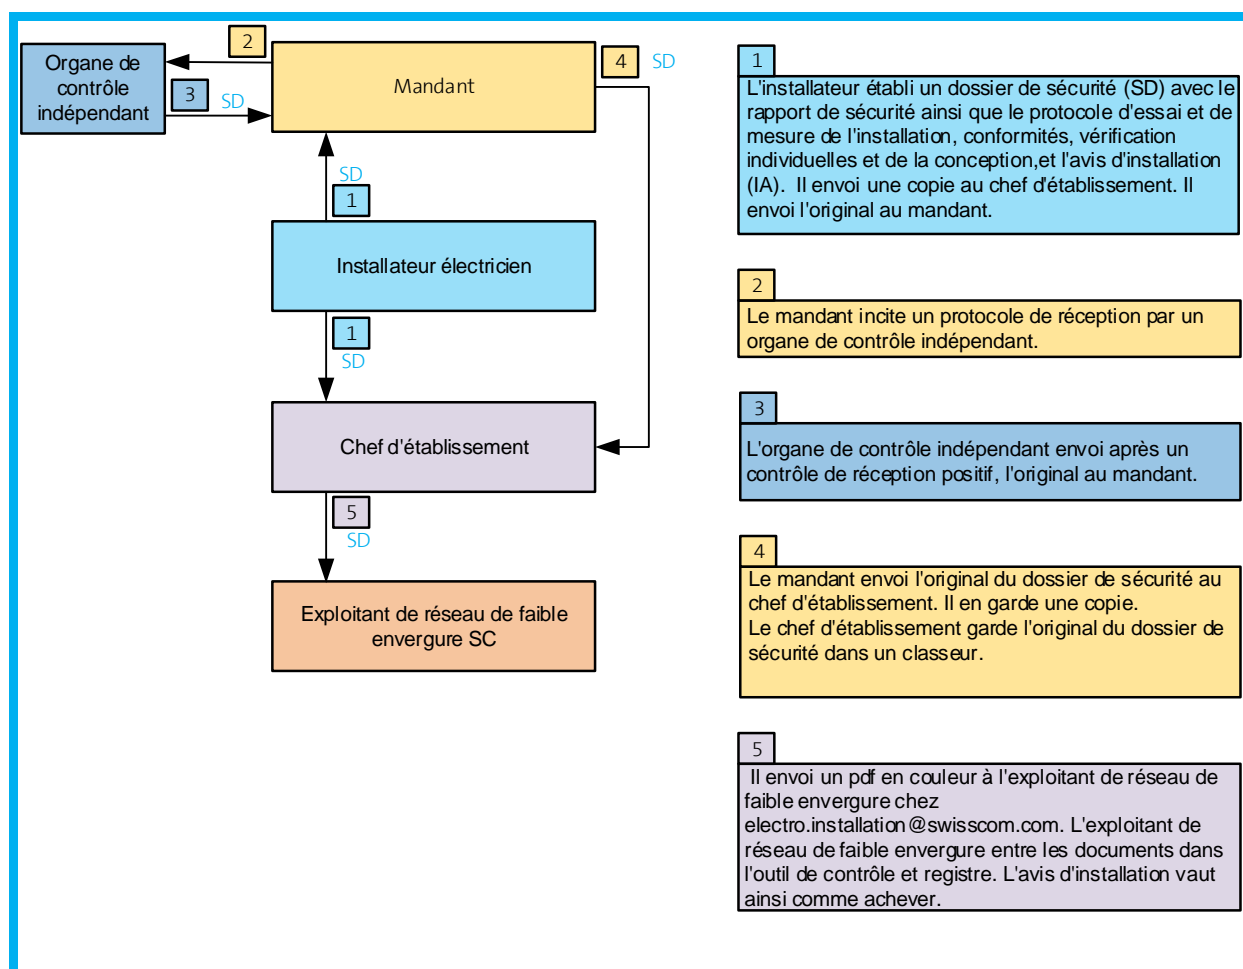 Organe de
contrôle
indépendant
2
3
SD
Mandant
4
SD
SD
1
Installateur électricien
1
SD
Chef d'établissement
5
SD
Exploitant de réseau de faible
envergure SC
1
L'installateur établi un dossier de sécurité (SD) avec le
rapport de sécurité ainsi que le protocole d'essai et de
mesure de l'installation, conformités, vérification
individuelles et de la conception,et l'avis d'installation
(IA). Il envoi une copie au chef d'établissement. Il
envoi l'original au mandant.
2
Le mandant incite un protocole de réception par un
organe de contrôle indépendant.
3
L'organe de contrôle indépendant envoi après un
contrôle de réception positif, l'original au mandant.
4
Le mandant envoi l'original du dossier de sécurité au
chef d'établissement. Il en garde une copie.
Le chef d'établissement garde l'original du dossier de
sécurité dans un classeur.
5
Il envoi un pdf en couleur à l'exploitant de réseau de
faible envergure chez
electro.installation@swisscom.com. L'exploitant de
réseau de faible envergure entre les documents dans
l'outil de contrôle et registre. L'avis d'installation vaut
ainsi comme achever.